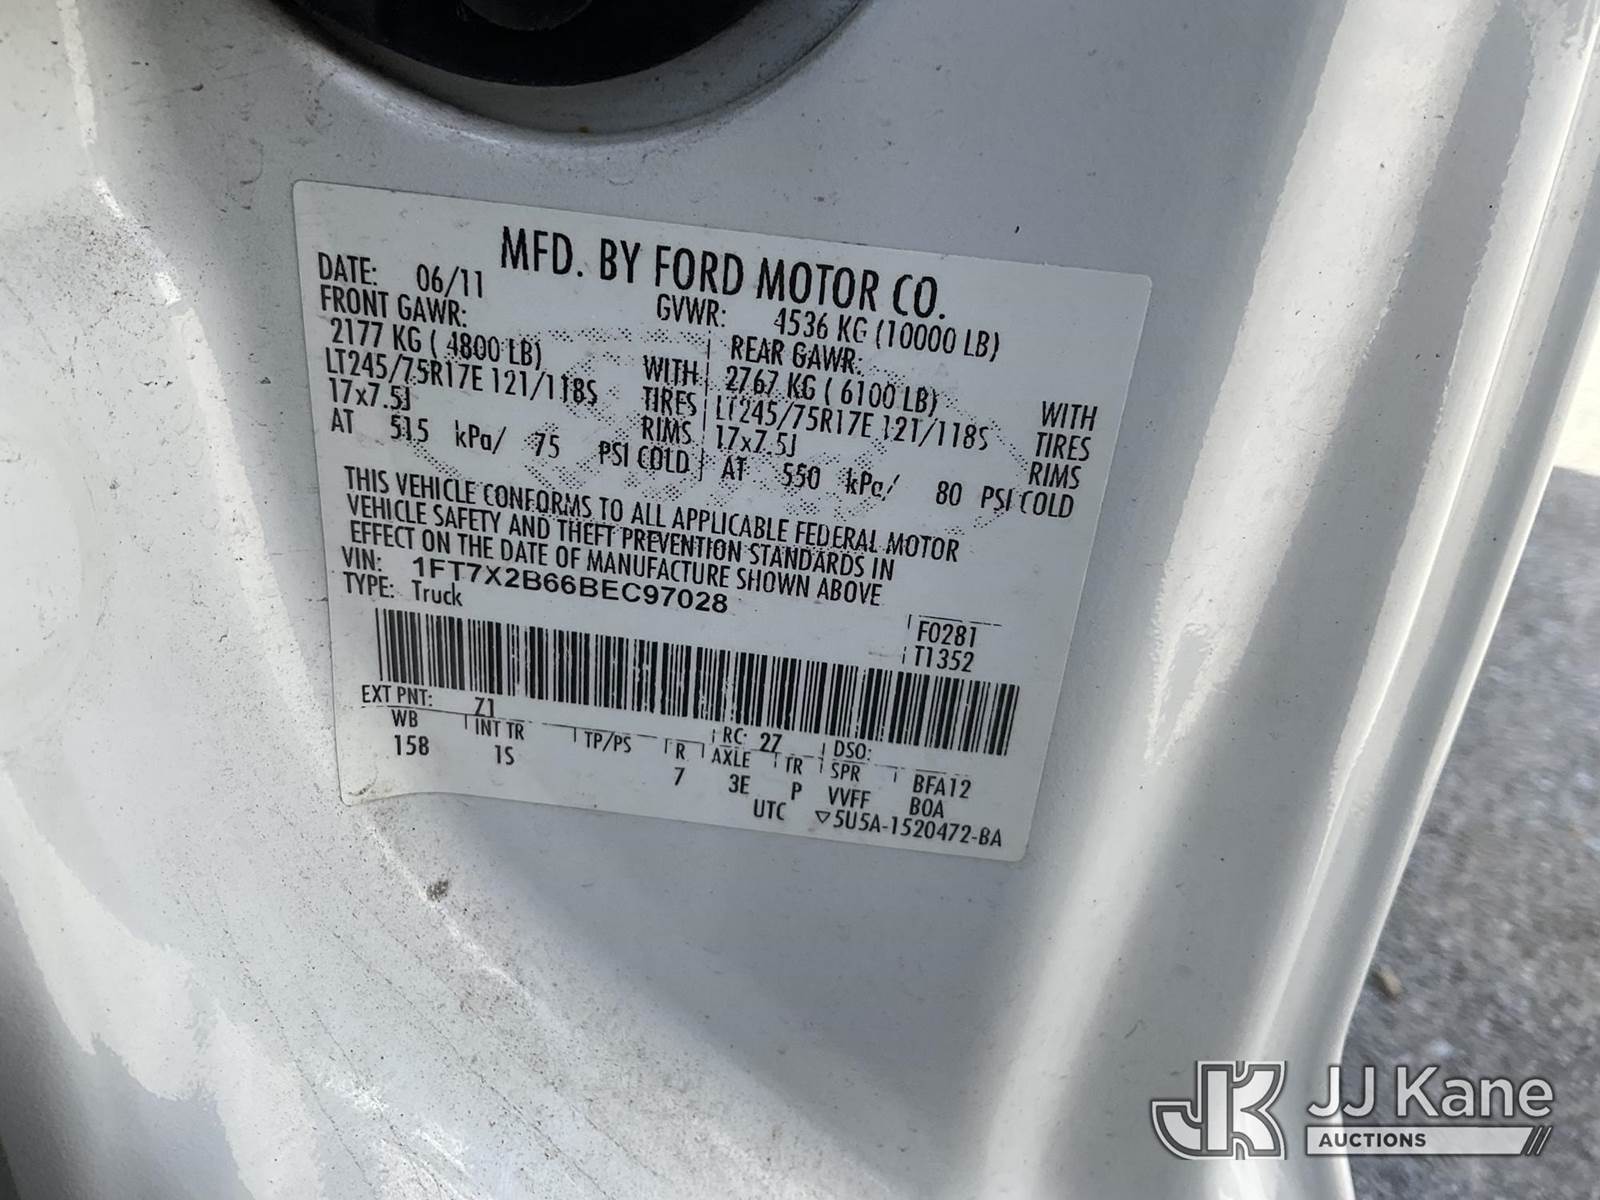 MFD. BY FORD MOTOR CO.
DATE: 06/11 GVWR: 4536 KG (10000 LB)
FRONT GAWR: REAR GAWR:
2177 KG ( 4800 LB) WITH 2767 KG ( 6100 LB) WITH
LT245/75R17E 121/118S TIRES LT245/75R17E 121/118S TIRES
17x7.5J RIMS 17x7.5J RIMS
AT 515 kPa/ 75 PSI COLD AT 550 kPa/ 80 PSI COLD
THIS VEHICLE CONFORMS TO ALL APPLICABLE FEDERAL MOTOR
VEHICLE SAFETY AND THEFT PREVENTION STANDARDS IN
EFFECT ON THE DATE OF MANUFACTURE SHOWN ABOVE
VIN: 1FT7X2B66BEC97028
TYPE: Truck
F0281
T1352
EXT PNT: Z1 RC: 27 DSO:
WB INT TR TP/PS R AXLE TR SPR BFA12
158 1S 7 3E P VVFF BOA
UTC ▽5U5A-1520472-BA
JK JJ Kane
AUCTIONS